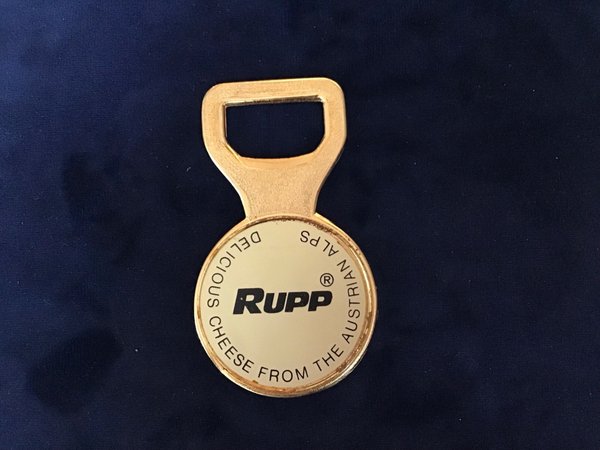 RUPP®
DELICIOUS CHEESE FROM THE AUSTRIAN ALPS